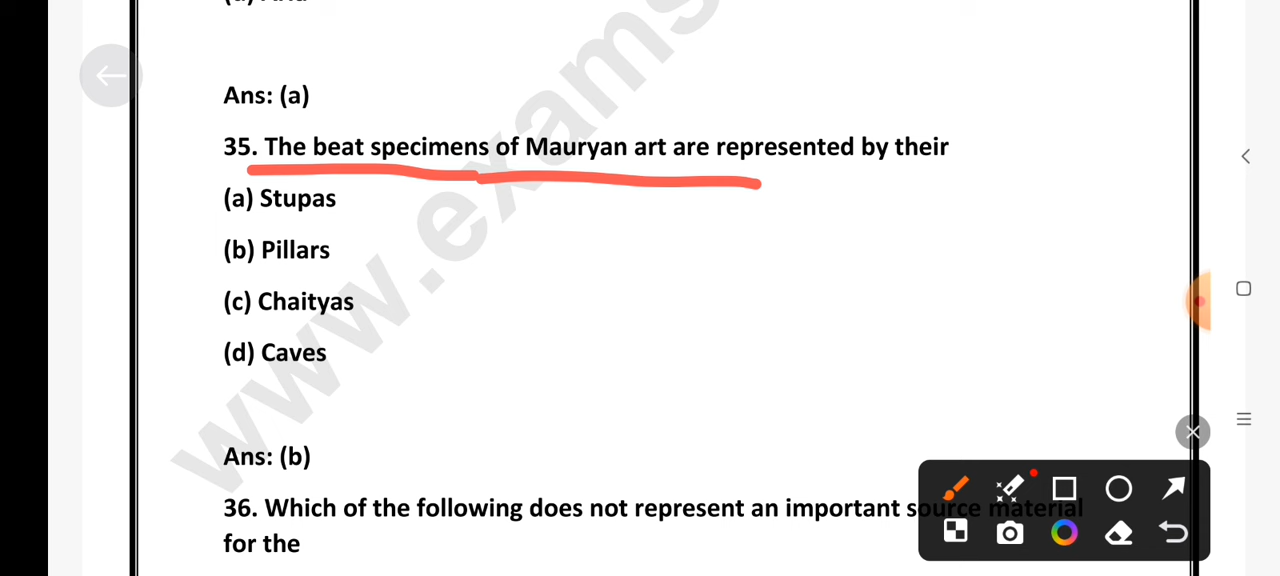 Ans: (a)
35. The beat specimens of Mauryan art are represented by their
(a) Stupas
(b) Pillars
(c) Chaityas
(d) Caves
www.exams
Ans: (b)
36. Which of the following does not represent an important source material
for the